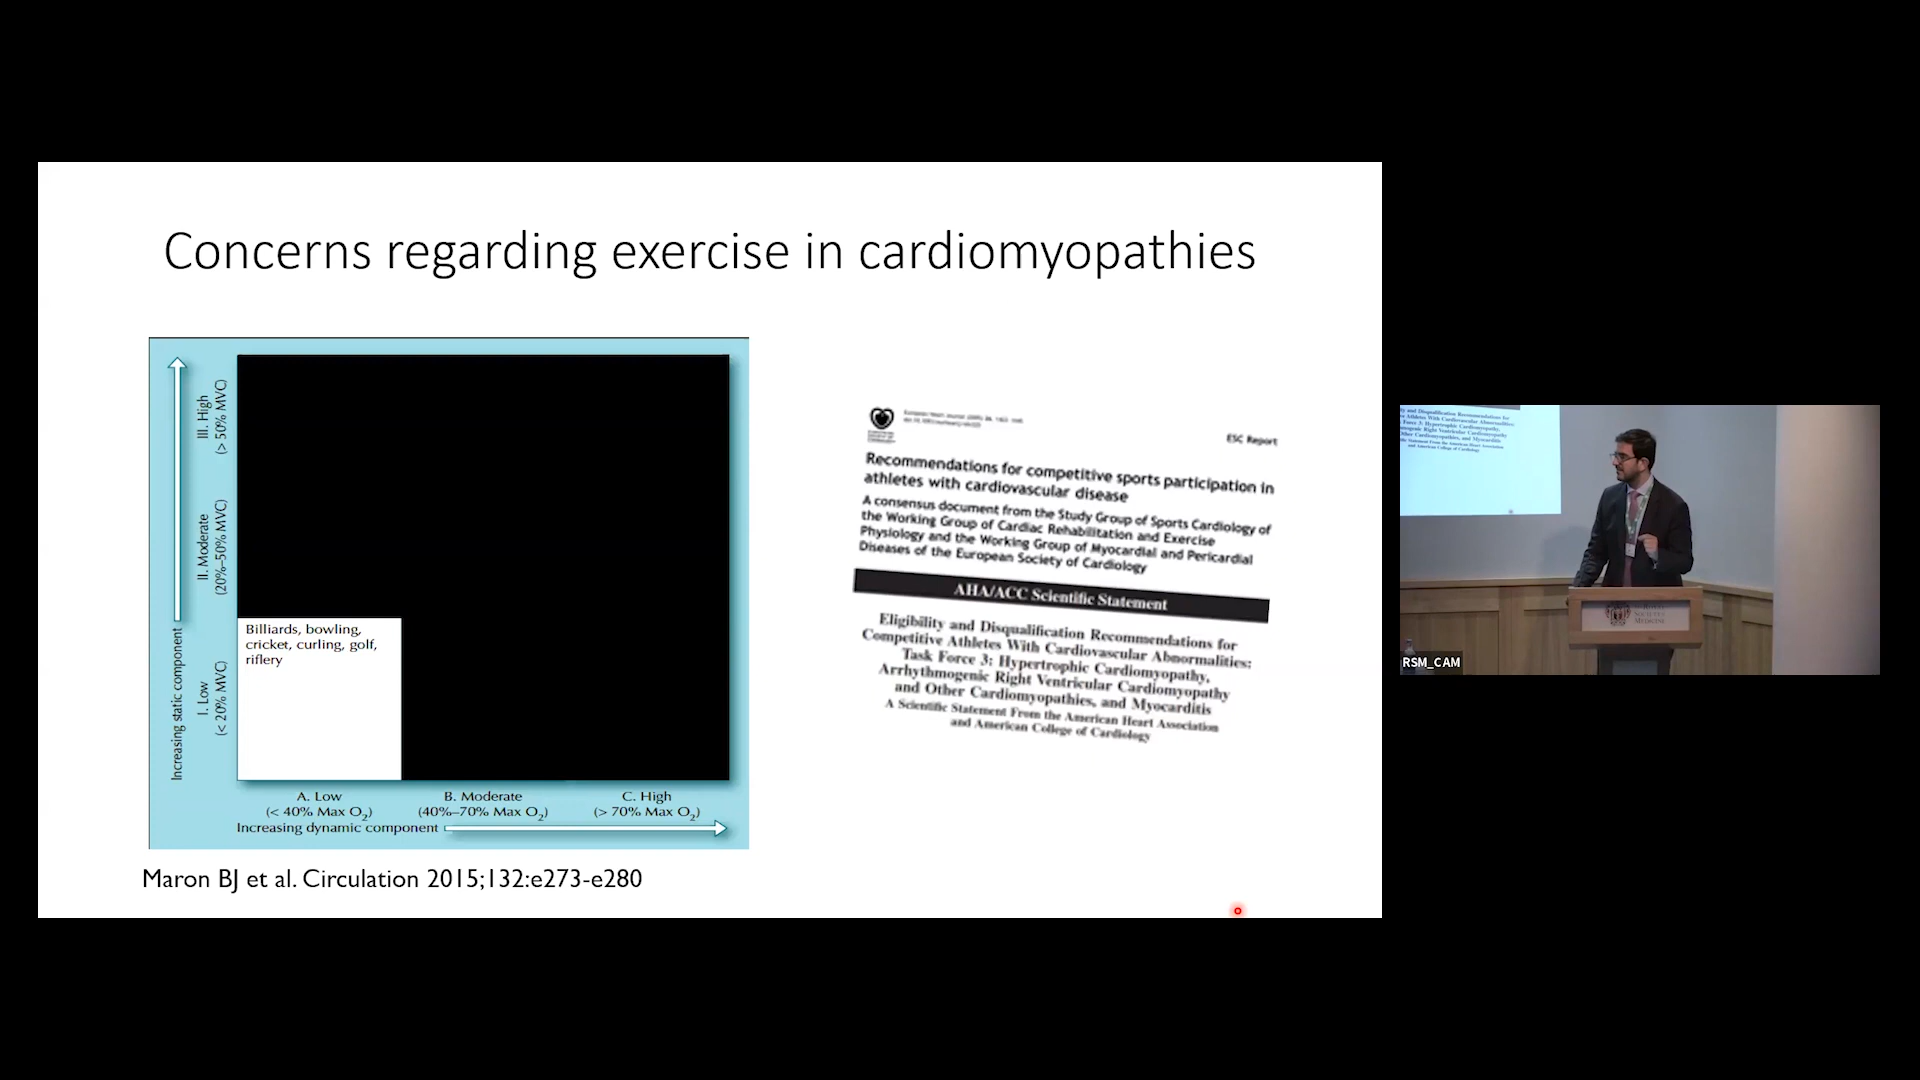 Concerns regarding exercise in cardiomyopathies
III. High
(> 50% MVC)
II. Moderate
(20%–50% MVC)
I. Low
(< 20% MVC)
Increasing static component
Billiards, bowling,
cricket, curling, golf,
riflery
A. Low
(< 40% Max O2)
B. Moderate
(40%–70% Max O2)
C. High
(> 70% Max O2)
Increasing dynamic component
Maron BJ et al. Circulation 2015;132:e273-e280
ESC Report
Recommendations for competitive sports participation in
athletes with cardiovascular disease
A consensus document from the Study Group of Sports Cardiology of
the Working Group of Cardiac Rehabilitation and Exercise
Physiology and the Working Group of Myocardial and Pericardial
Diseases of the European Society of Cardiology
AHA/ACC Scientific Statement
Eligibility and Disqualification Recommendations for
Competitive Athletes With Cardiovascular Abnormalities:
Task Force 3: Hypertrophic Cardiomyopathy,
Arrhythmogenic Right Ventricular Cardiomyopathy
and Other Cardiomyopathies, and Myocarditis
A Scientific Statement From the American Heart Association
and American College of Cardiology
RSM_CAM